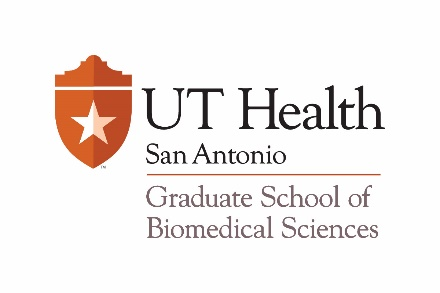 UT Health
San Antonio
Graduate School of
Biomedical Sciences